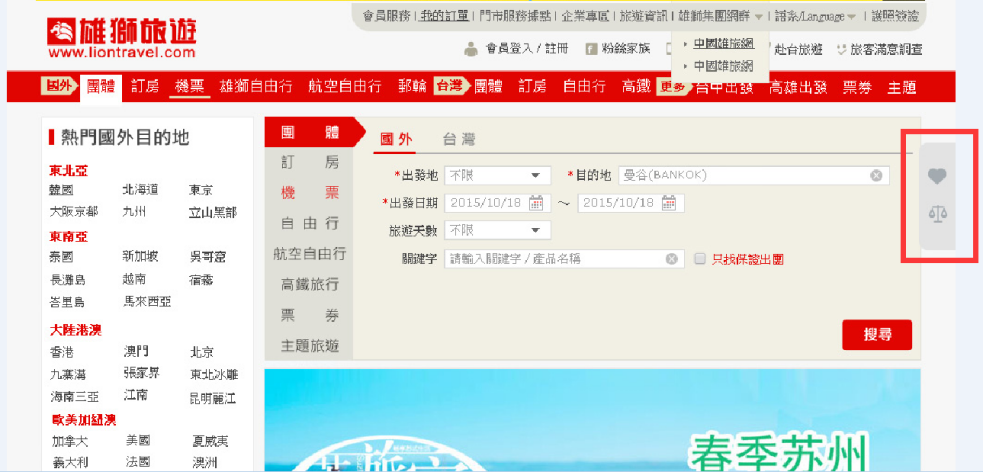 會員服務 | 我的訂單 | 門市服務據點 | 企業專區 | 旅遊資訊 | 雄獅集團網群 | 語系/Language | 護照簽證
雄獅旅遊
www.liontravel.com
會員登入 / 註冊 粉絲家族 赴台旅遊 旅客滿意調查
中國雄旅網
中國雄旅網
國外 團體 訂房 機票 雄獅自由行 航空自由行 郵輪 台灣 團體 訂房 自由行 高鐵 更多 台中出發 高雄出發 票券 主題
熱門國外目的地
東北亞
韓國 北海道 東京
大阪京都 九州 立山黑部
東南亞
泰國 新加坡 吳哥窟
長灘島 越南 宿霧
峇里島 馬來西亞
大陸港澳
香港 澳門 北京
九寨溝 張家界 東北冰雕
海南三亞 江南 昆明麗江
歐美加紐澳
加拿大 美國 夏威夷
義大利 法國 澳洲
團體
訂房
機票
自由行
航空自由行
高鐵旅行
票券
主題旅遊
國外 台灣
*出發地 不限 *目的地 曼谷(BANKOK)
*出發日期 2015/10/18 ~ 2015/10/18
旅遊天數 不限
關鍵字 請輸入關鍵字 / 產品名稱 只找保證出團
搜尋
春季苏州